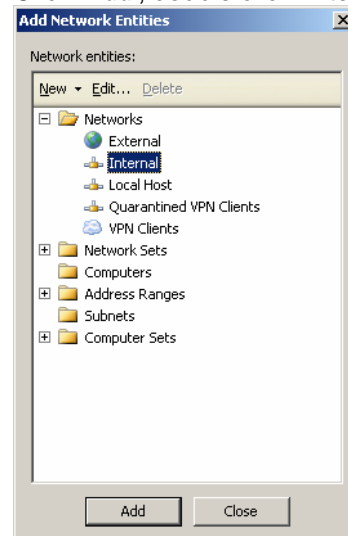 Add Network Entities
Network entities:
New Edit... Delete
Networks
External
Internal
Local Host
Quarantined VPN Clients
VPN Clients
Network Sets
Computers
Address Ranges
Subnets
Computer Sets
Add Close